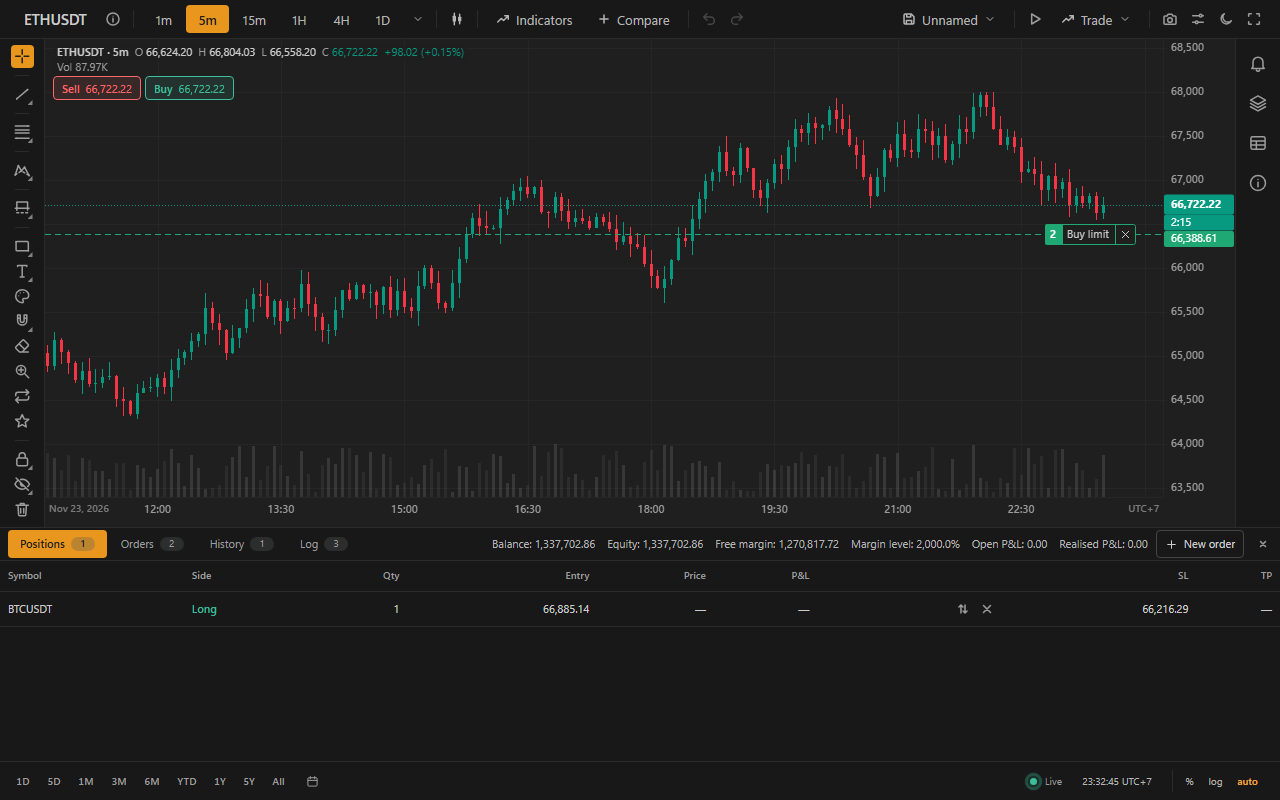 ETHUSDT 1m 5m 15m 1H 4H 1D Indicators Compare Unnamed Trade
ETHUSDT · 5m O 66,624.20 H 66,804.03 L 66,558.20 C 66,722.22 +98.02 (+0.15%)
Vol 87.97K
Sell 66,722.22 Buy 66,722.22
68,500
68,000
67,500
67,000
66,722.22
2:15
2 Buy limit
66,388.61
66,000
65,500
65,000
64,500
64,000
63,500
Nov 23, 2026 12:00 13:30 15:00 16:30 18:00 19:30 21:00 22:30 UTC+7
Positions 1 Orders 2 History 1 Log 3 Balance: 1,337,702.86 Equity: 1,337,702.86 Free margin: 1,270,817.72 Margin level: 2,000.0% Open P&L: 0.00 Realised P&L: 0.00 New order
Symbol Side Qty Entry Price P&L SL TP
BTCUSDT Long 1 66,885.14 — — 66,216.29 —
1D 5D 1M 3M 6M YTD 1Y 5Y All Live 23:32:45 UTC+7 % log auto